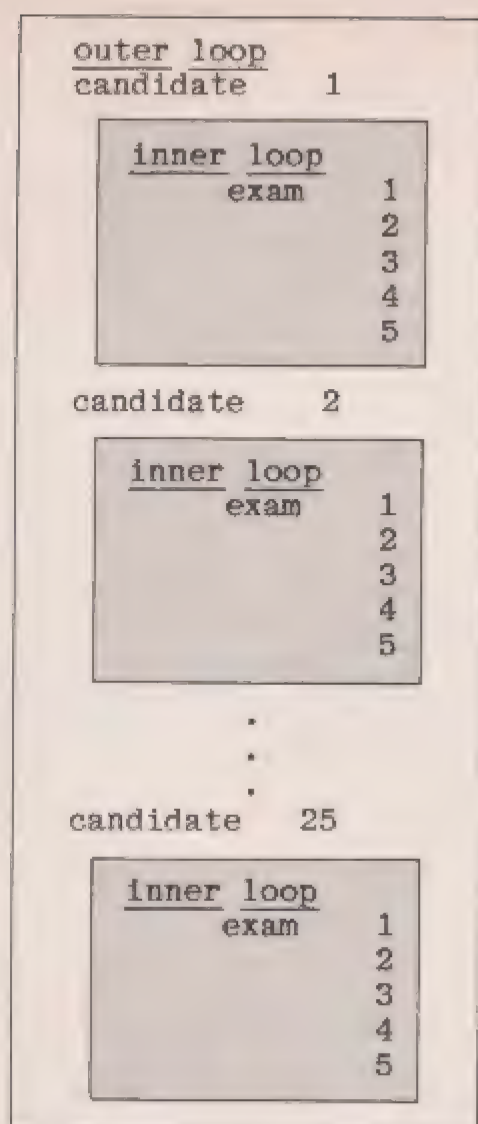 outer loop
candidate 1
inner loop
exam 1
2
3
4
5
candidate 2
inner loop
exam 1
2
3
4
5
.
.
.
candidate 25
inner loop
exam 1
2
3
4
5